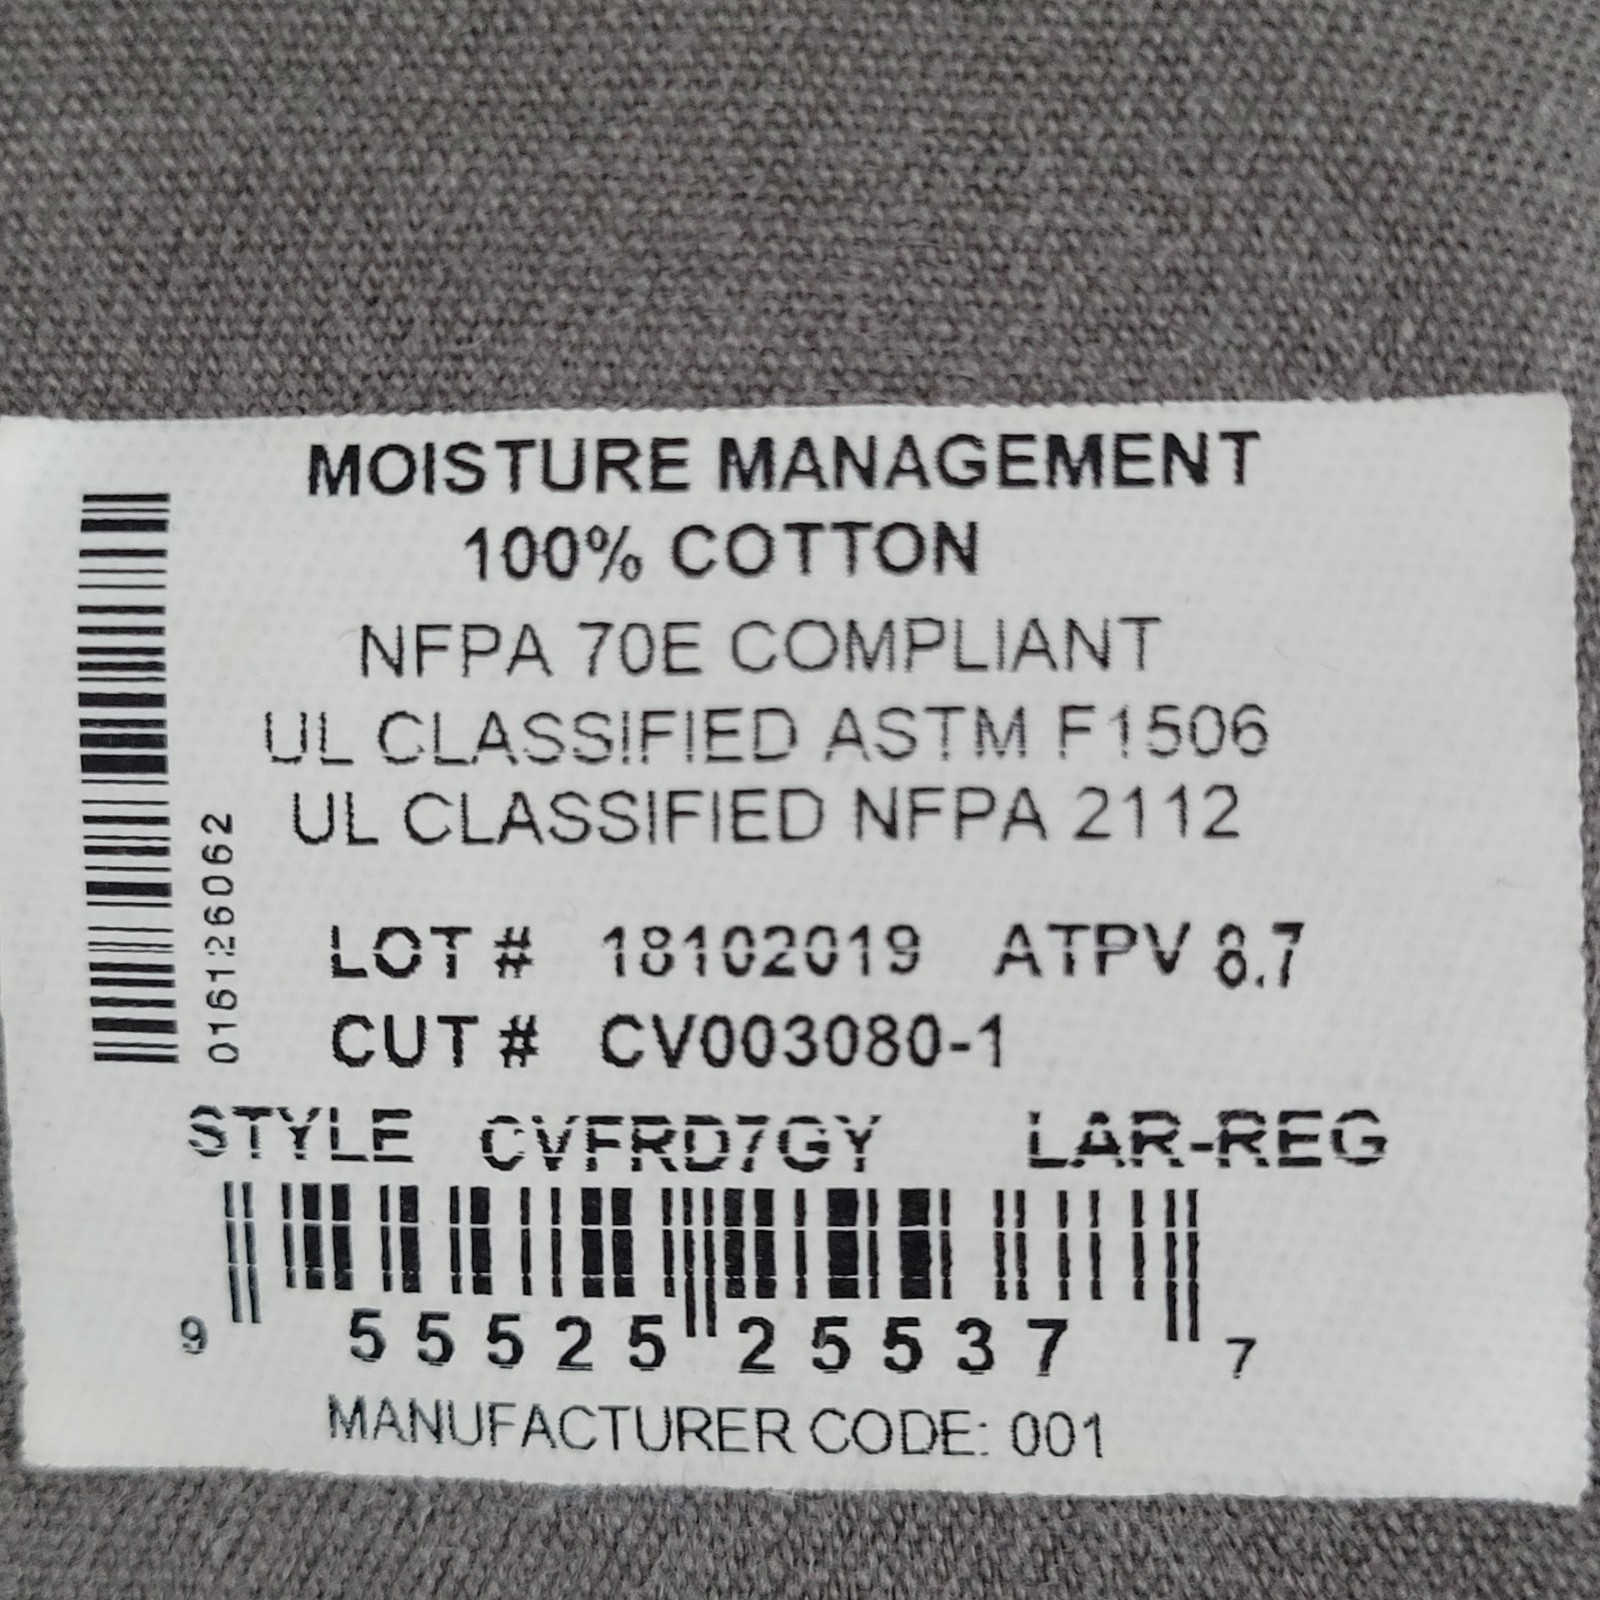 MOISTURE MANAGEMENT
100% COTTON
NFPA 70E COMPLIANT
UL CLASSIFIED ASTM F1506
UL CLASSIFIED NFPA 2112
016126062
LOT # 18102019 ATPV 8.7
CUT # CV003080-1
STYLE CVFRD7GY LAR-REG
9 55525 25537 7
MANUFACTURER CODE: 001